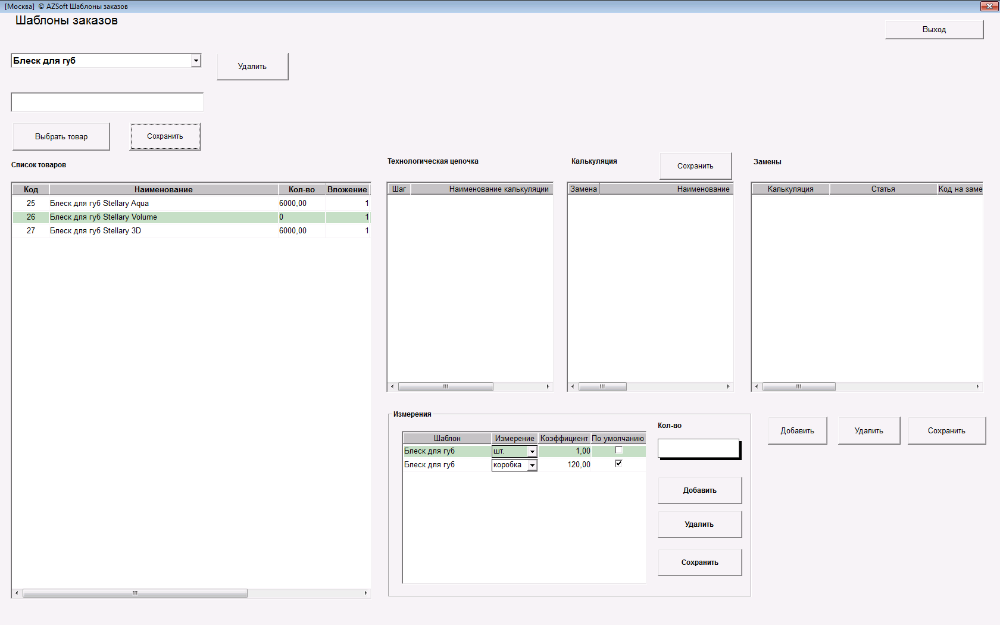 [Москва] © AZSoft Шаблоны заказов
Шаблоны заказов
Выход
Блеск для губ
Удалить
Выбрать товар
Сохранить
Список товаров
Код Наименование Кол-во Вложение
25 Блеск для губ Stellary Aqua 6000,00 1
26 Блеск для губ Stellary Volume 0 1
27 Блеск для губ Stellary 3D 6000,00 1
Технологическая цепочка
Шаг Наименование калькуляции
Калькуляция
Сохранить
Замена Наименование
Замены
Калькуляция Статья Код на заме
Измерения
Шаблон Измерение Коэффициент По умолчанию
Блеск для губ шт. 1,00
Блеск для губ коробка 120,00
Кол-во
Добавить
Удалить
Сохранить
Добавить
Удалить
Сохранить